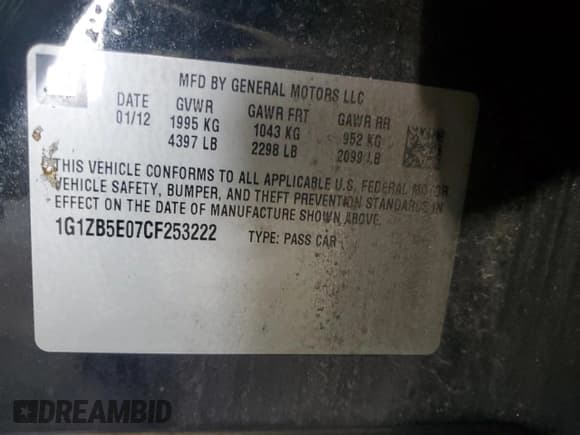 MFD BY GENERAL MOTORS LLC
DATE GVWR GAWR FRT GAWR RR
01/12 1995 KG 1043 KG 952 KG
4397 LB 2298 LB 2098 LB
THIS VEHICLE CONFORMS TO ALL APPLICABLE U.S. FEDERAL MOTOR
VEHICLE SAFETY, BUMPER, AND THEFT PREVENTION STANDARDS IN
EFFECT ON THE DATE OF MANUFACTURE SHOWN ABOVE.
1G1ZB5E07CF253222 TYPE: PASS CAR
DREAMBID